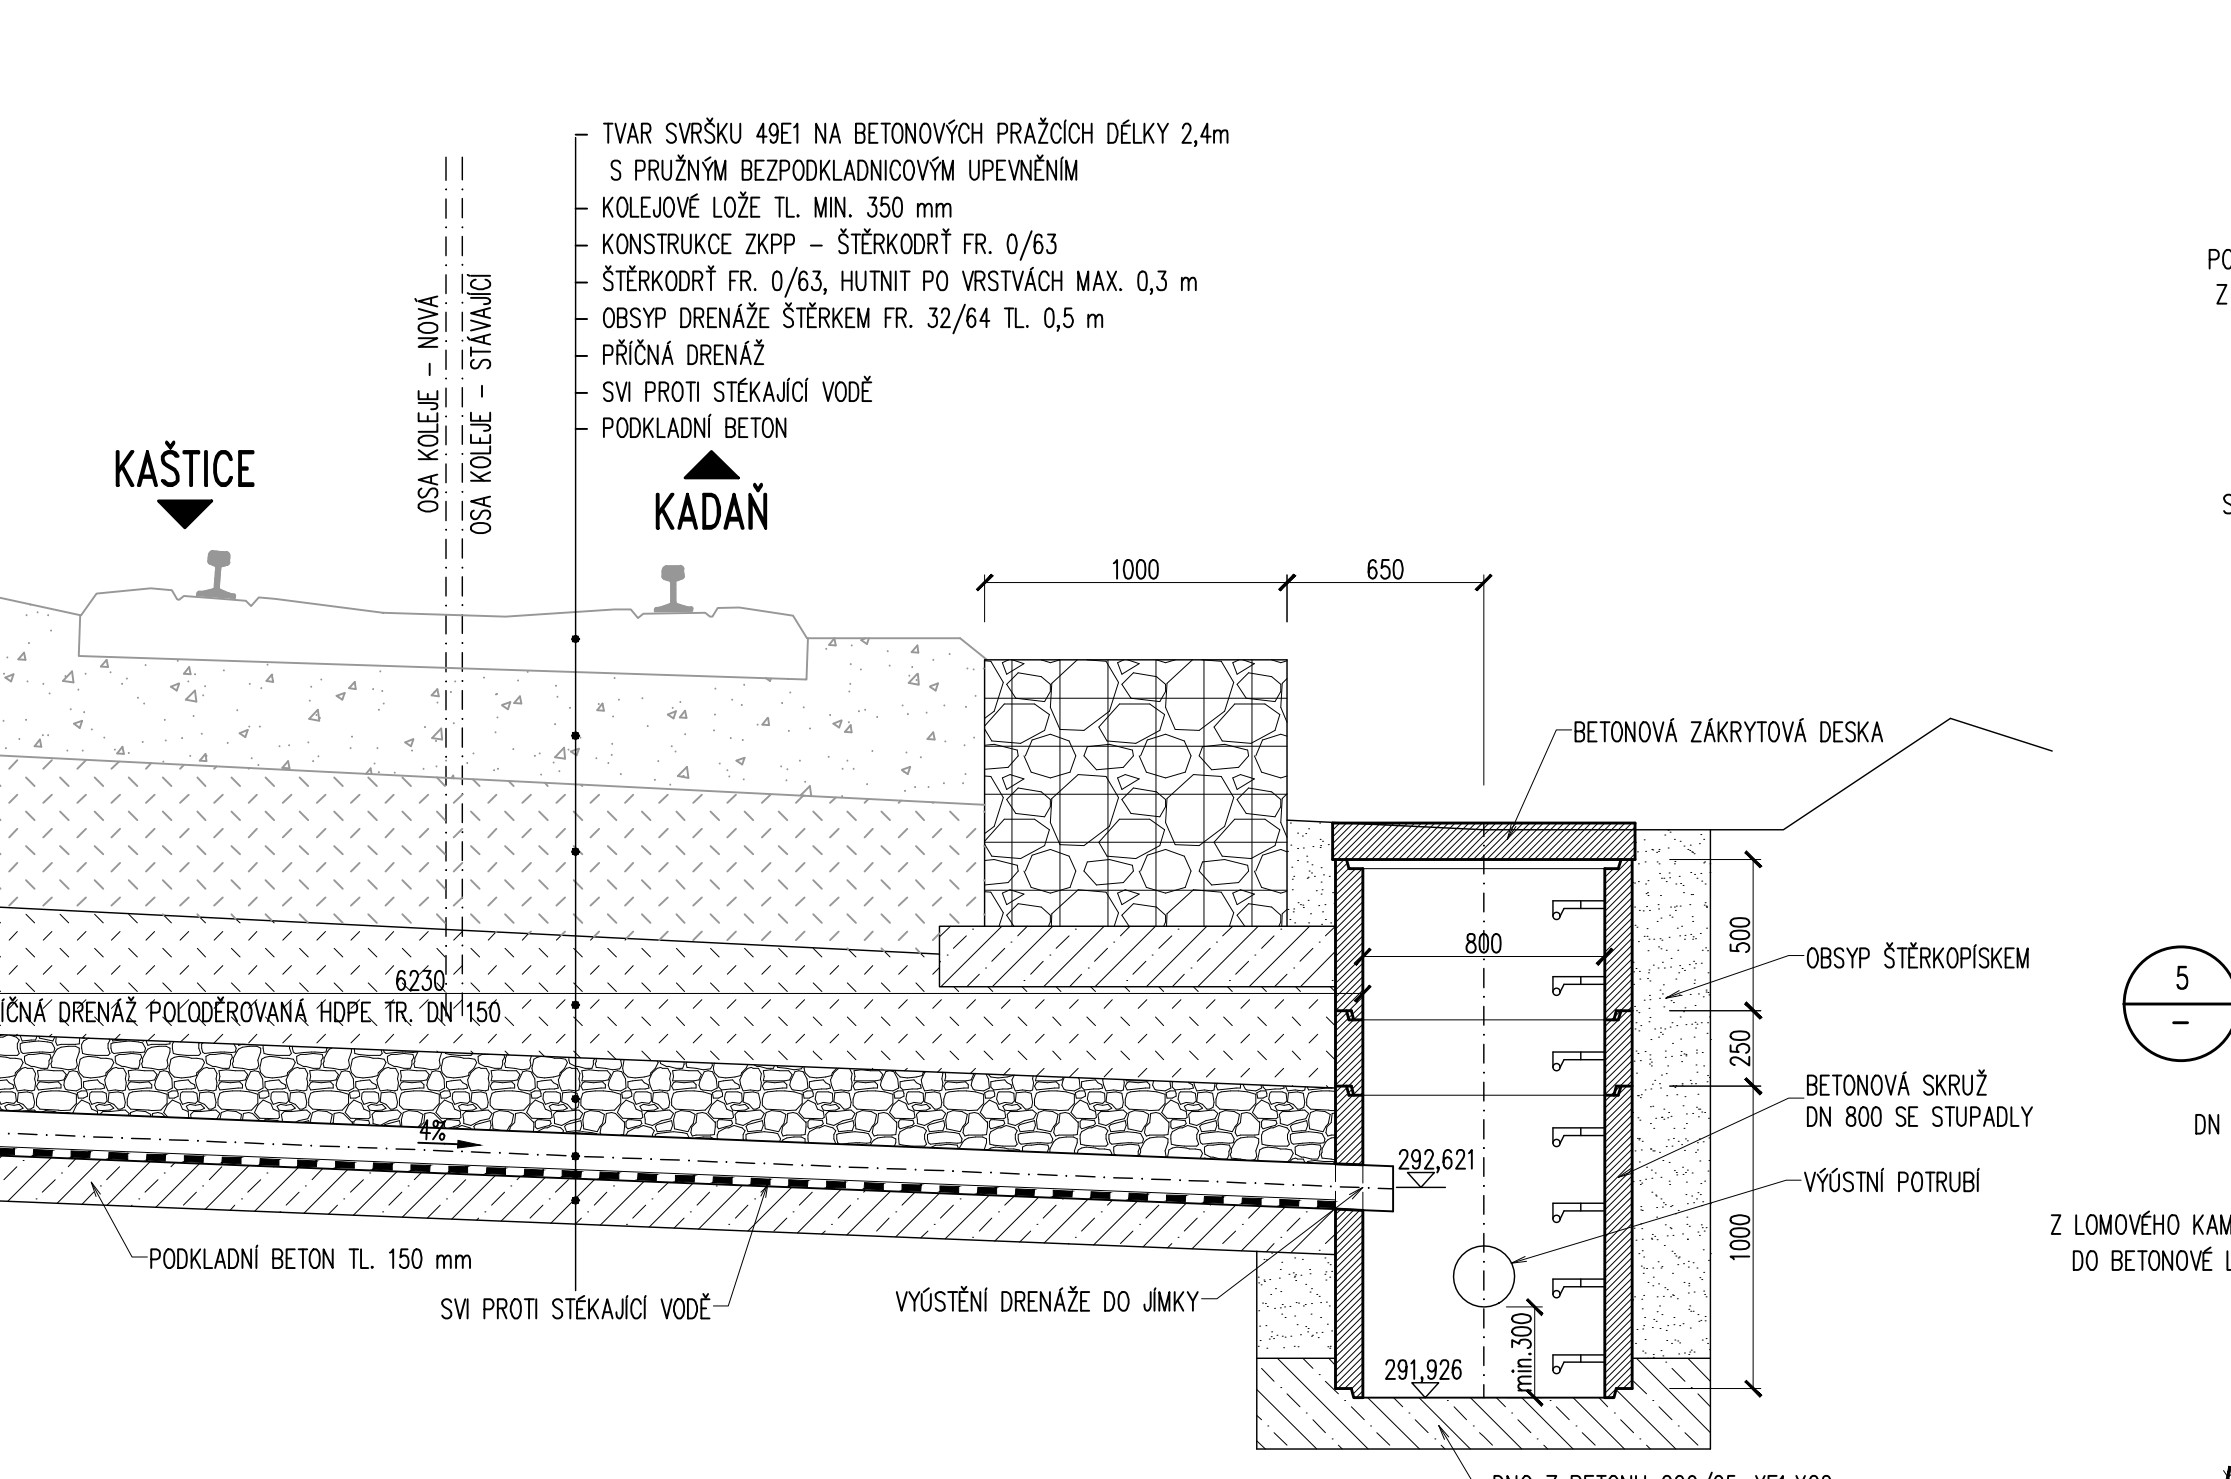 TVAR SVRŠKU 49E1 NA BETONOVÝCH PRAŽCÍCH DÉLKY 2,4m
S PRUŽNÝM BEZPODKLADNICOVÝM UPEVNĚNÍM
KOLEJOVÉ LOŽE TL. MIN. 350 mm
KONSTRUKCE ZKPP – ŠTĚRKODRŤ FR. 0/63
ŠTĚRKODRŤ FR. 0/63, HUTNIT PO VRSTVÁCH MAX. 0,3 m
OBSYP DRENÁŽE ŠTĚRKEM FR. 32/64 TL. 0,5 m
PŘÍČNÁ DRENÁŽ
SVI PROTI STÉKAJÍCÍ VODĚ
PODKLADNÍ BETON
OSA KOLEJE – NOVÁ
OSA KOLEJE – STÁVAJÍCÍ
KAŠTICE
KADAŇ
1000
650
Z
BETONOVÁ ZÁKRYTOVÁ DESKA
800
500
OBSYP ŠTĚRKOPÍSKEM
6230
ÍČNÁ DRENÁŽ POLODĚROVANÁ HDPE TR. DN 150
5
–
250
BETONOVÁ SKRUŽ
DN 800 SE STUPADLY
DN
4%
292,621
VÝÚSTNÍ POTRUBÍ
1000
Z LOMOVÉHO KAM
DO BETONOVÉ L
PODKLADNÍ BETON TL. 150 mm
SVI PROTI STÉKAJÍCÍ VODĚ
VYÚSTĚNÍ DRENÁŽE DO JÍMKY
min.300
291,926